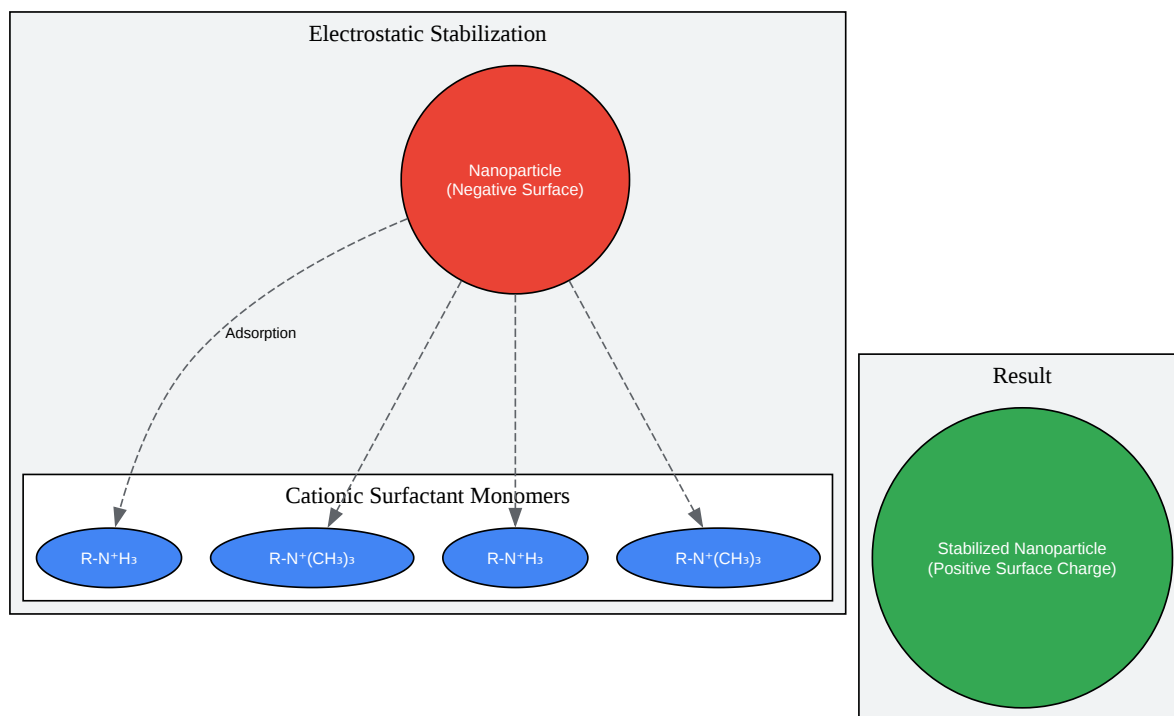 Electrostatic Stabilization
Nanoparticle
(Negative Surface)
Adsorption
Cationic Surfactant Monomers
R-N⁺H₃
R-N⁺(CH₃)₃
R-N⁺H₃
R-N⁺(CH₃)₃
Result
Stabilized Nanoparticle
(Positive Surface Charge)